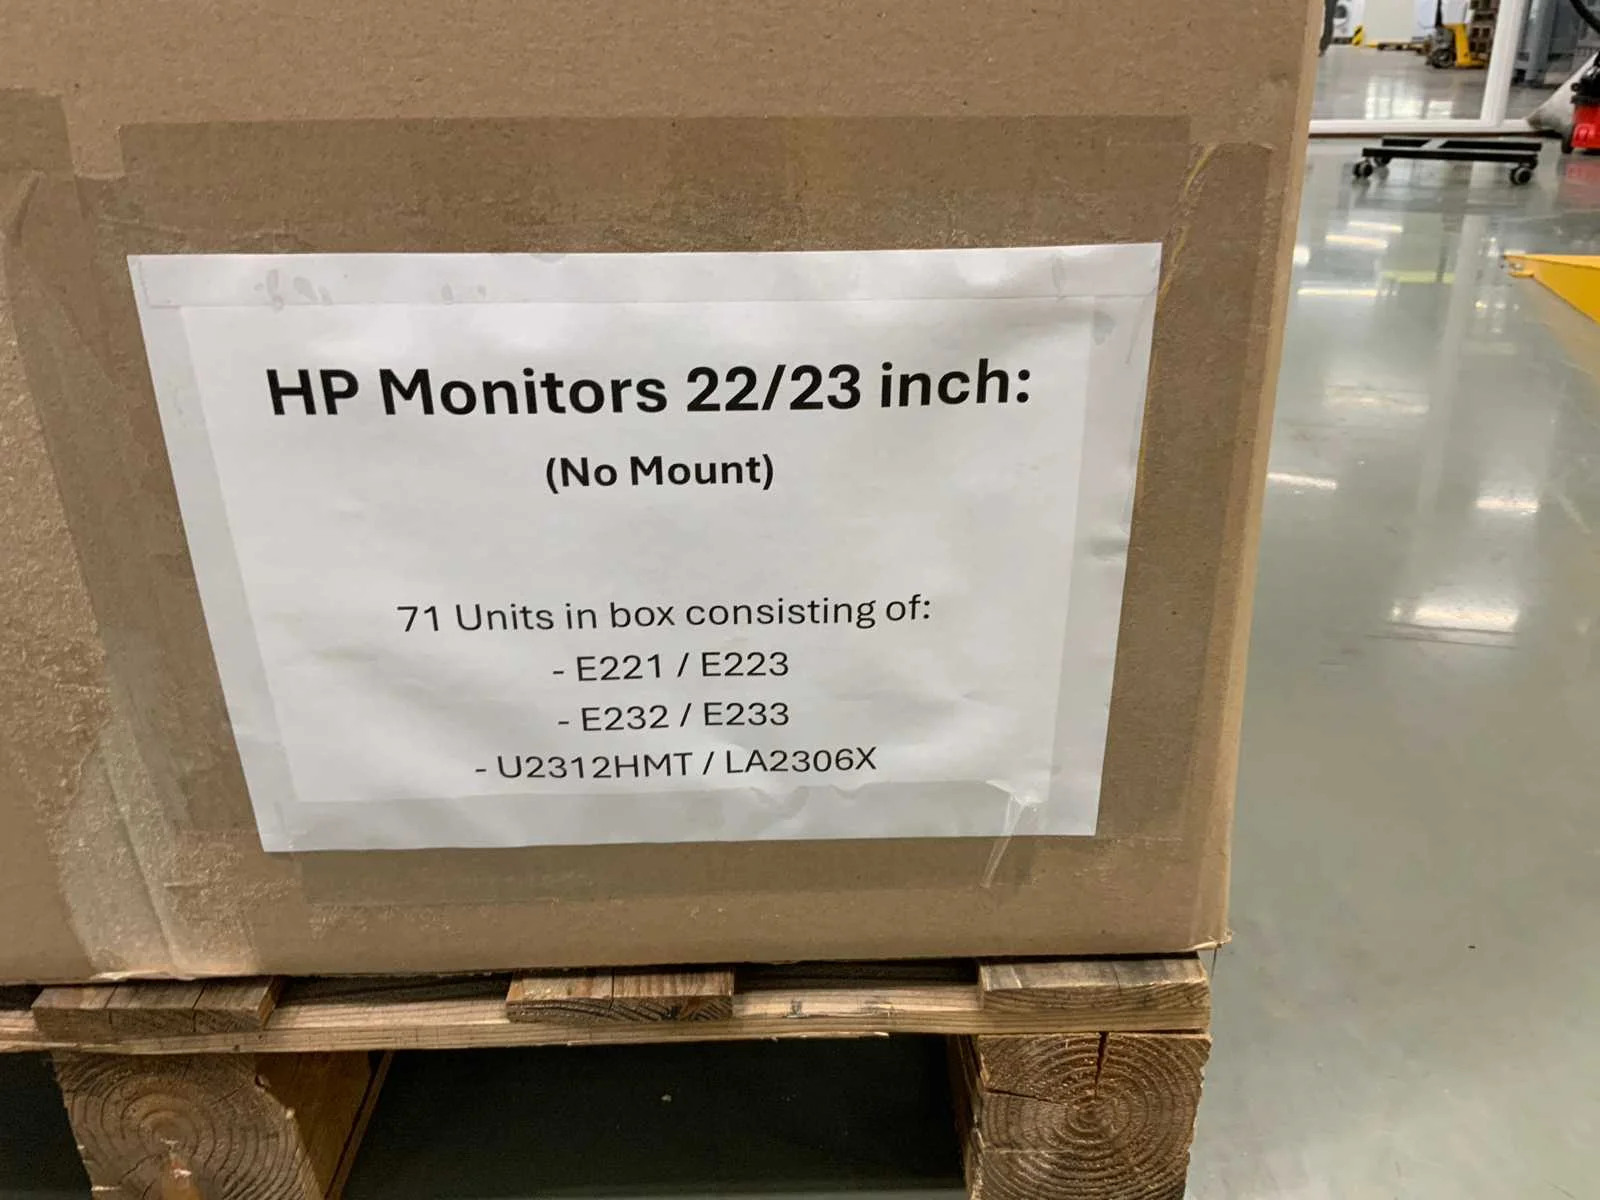 HP Monitors 22/23 inch:
(No Mount)
71 Units in box consisting of:
- E221 / E223
- E232 / E233
- U2312HMT / LA2306X